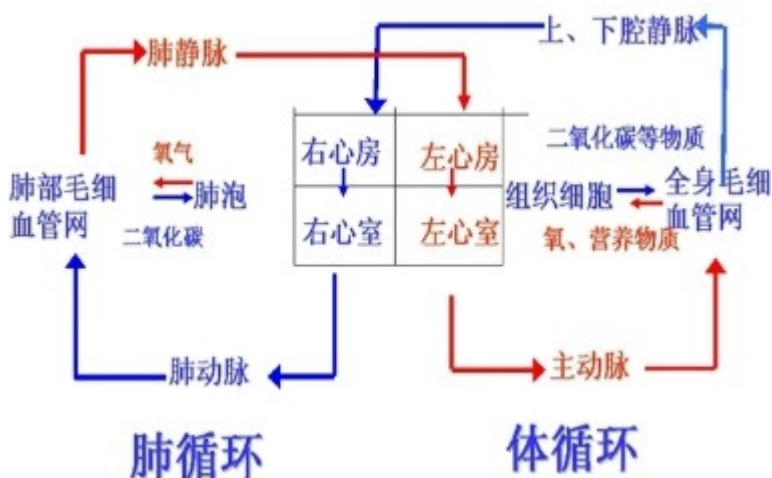 上、下腔静脉
肺静脉
右心房
左心房
二氧化碳等物质
氧气
肺部毛细
血管网
肺泡
组织细胞
全身毛细
血管网
二氧化碳
右心室
左心室
氧、营养物质
肺动脉
主动脉
肺循环
体循环